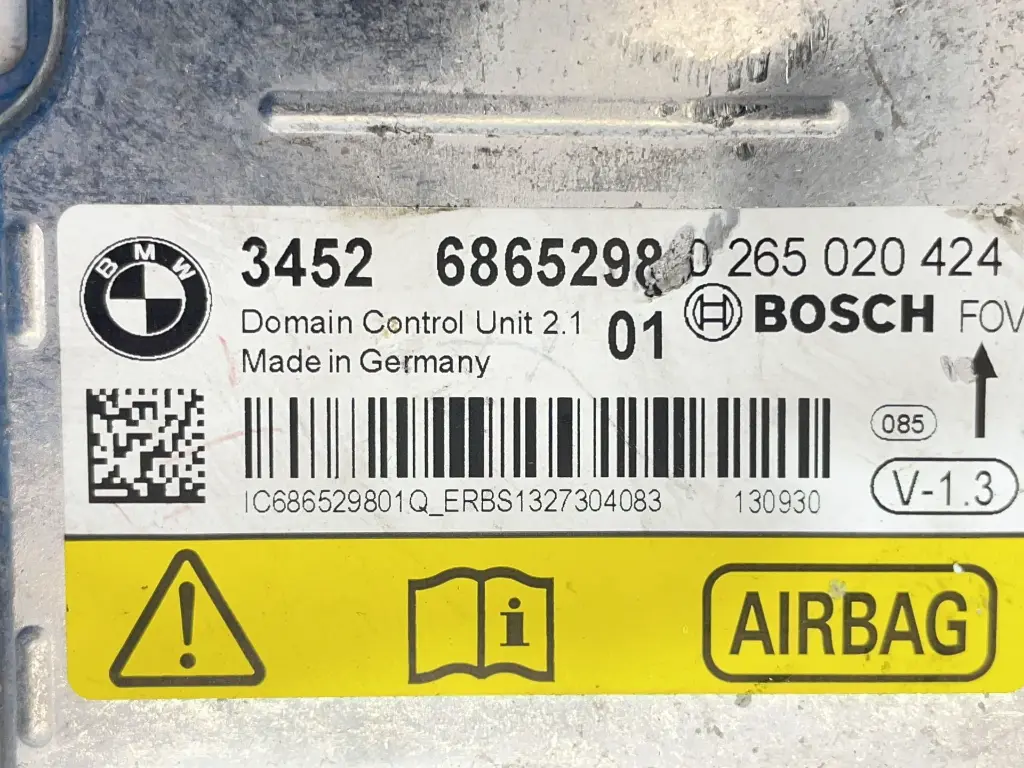 BMW
3452 6865298 0 265 020 424
Domain Control Unit 2.1 01 BOSCH FOV
Made in Germany
085
V-1.3
IC686529801Q_ERBS1327304083 130930
i
AIRBAG